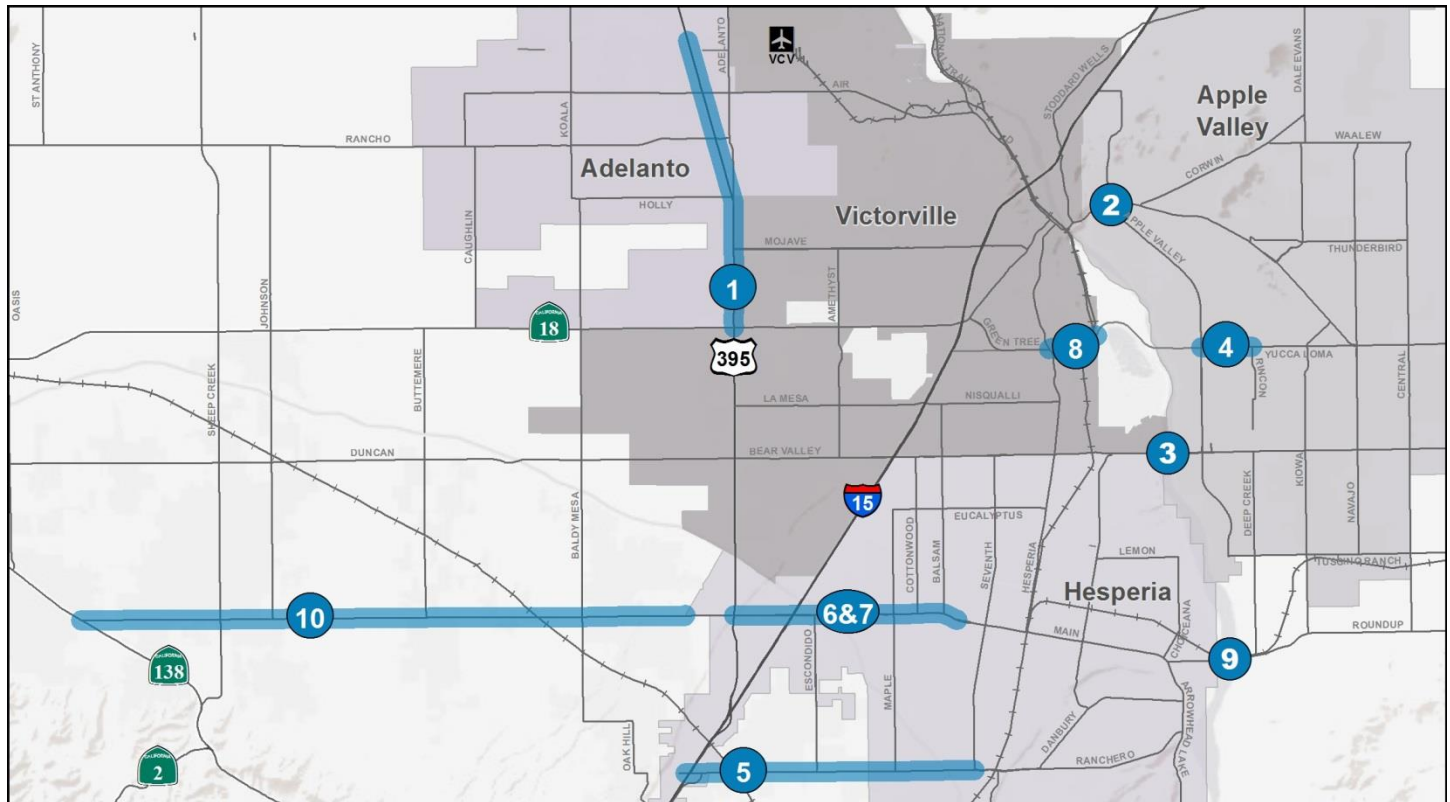 ST ANTHONY
ADELANTO
VCV
NATIONAL TRAILS
STODDARD WELLS
DALE EVANS
KOALA
AIR
D
Apple
Valley
RANCHO
WAALEW
Adelanto
CORWIN
HOLLY
Victorville
2
APPLE VALLEY
CAUGHLIN
MOJAVE
THUNDERBIRD
OASIS
JOHNSON
1
AMETHYST
CALIFORNIA
18
395
GREEN TREE
8
4
YUCCA LOMA
RINCON
CENTRAL
SHEEP CREEK
BUTTEMERE
LA MESA
NISQUALLI
DUNCAN
BEAR VALLEY
3
15
BALDY MESA
COTTONWOOD
BALSAM
EUCALYPTUS
SEVENTH
HESPERIA
LEMON
DEEP CREEK
KIOWA
NAVAJO
TUSSING RANCH
Hesperia
10
6&7
MAIN
CHOICEANA
ROUNDUP
CALIFORNIA
138
ESCONDIDO
MAPLE
9
ARROWHEAD LAKE
OAK HILL
DANBURY
CALIFORNIA
2
5
RANCHERO